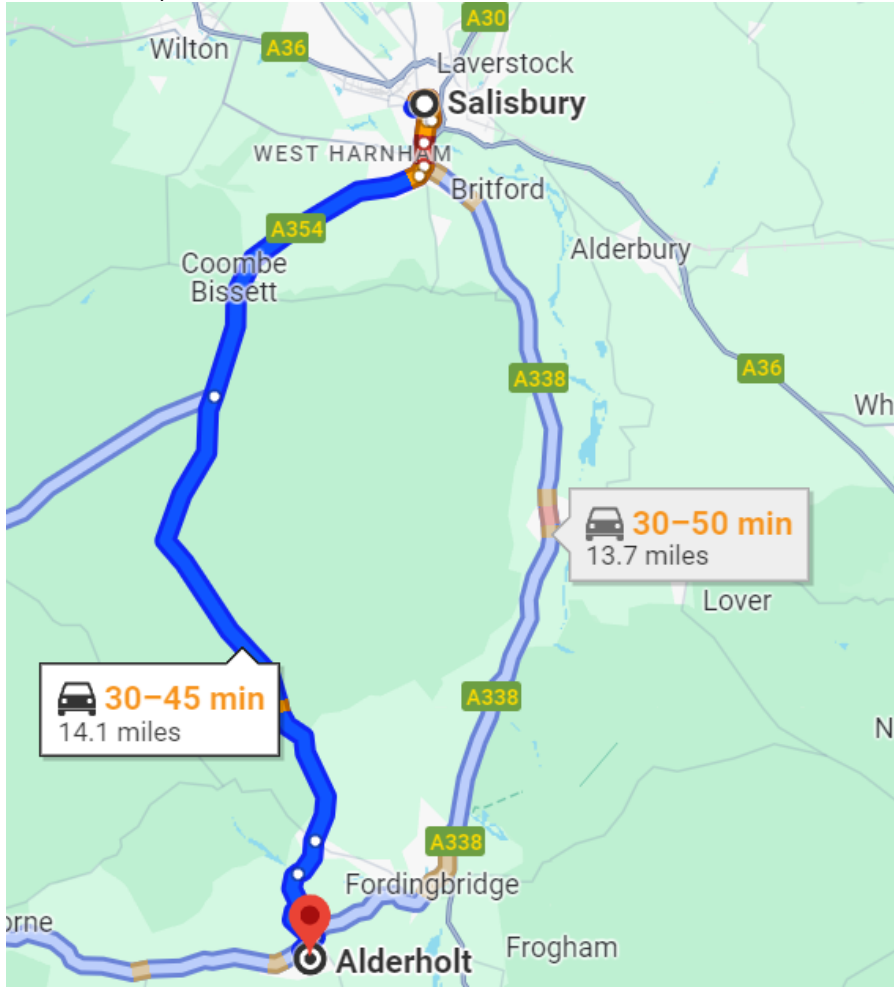 A30
Wilton
A36
Laverstock
Salisbury
WEST HARNHAM
Britford
A354
Alderbury
Coombe
Bissett
A338
A36
Wh
30–50 min
13.7 miles
Lover
30–45 min
14.1 miles
A338
N
A338
Fordingbridge
orne
Frogham
Alderholt